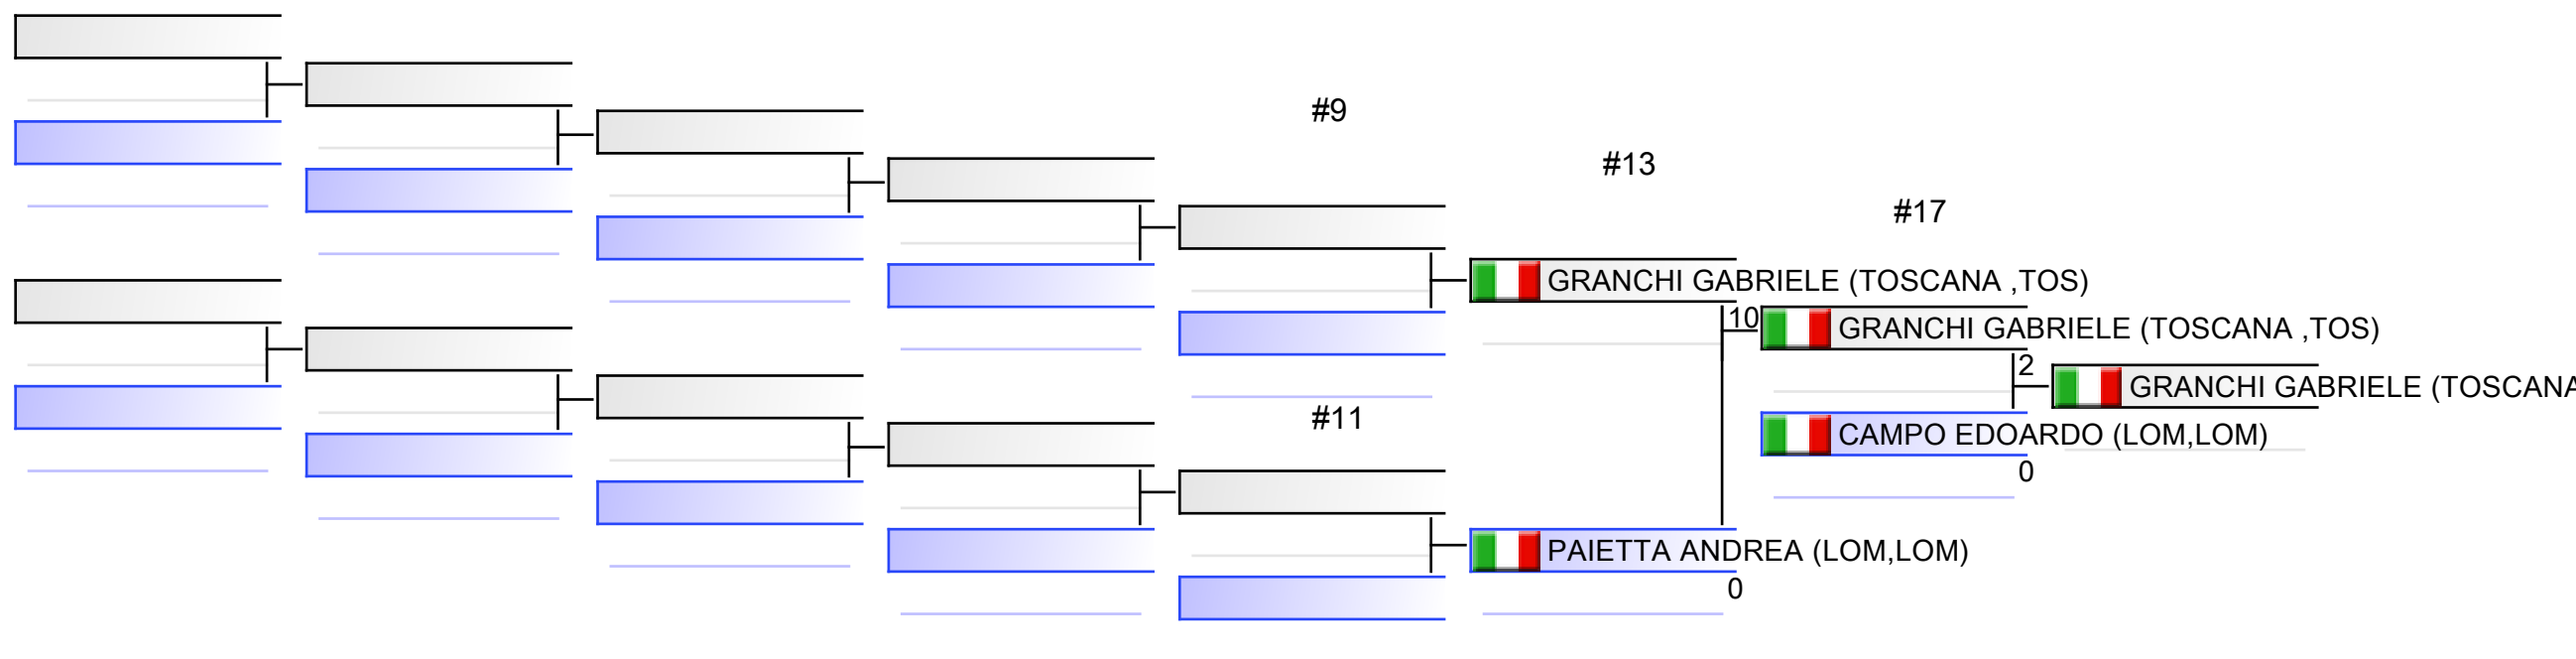 #9
#13
#17
GRANCHI GABRIELE (TOSCANA ,TOS)
10
GRANCHI GABRIELE (TOSCANA ,TOS)
2
GRANCHI GABRIELE (TOSCANA
CAMPO EDOARDO (LOM,LOM)
0
#11
PAIETTA ANDREA (LOM,LOM)
0